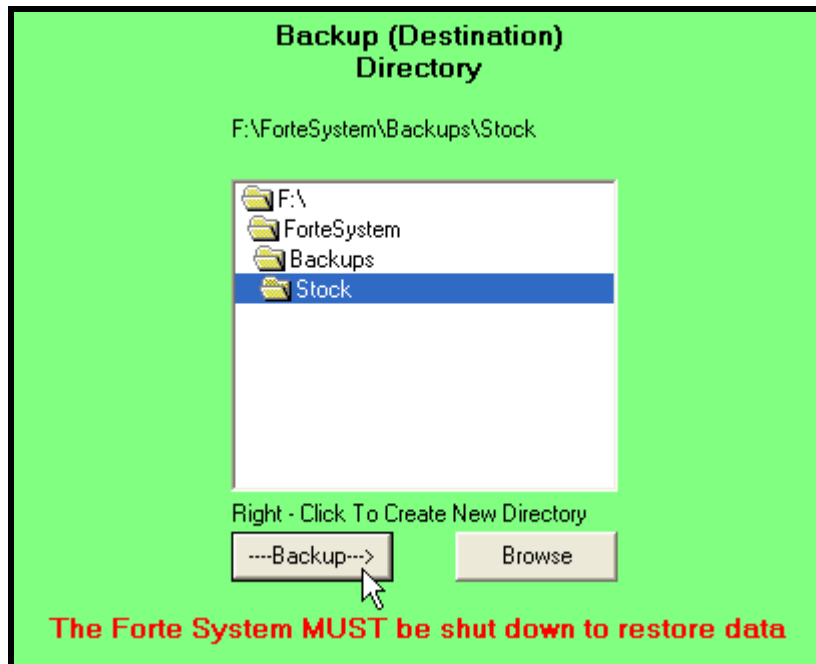 Backup (Destination)
Directory
F:\ForteSystem\Backups\Stock
F:\
ForteSystem
Backups
Stock
Right - Click To Create New Directory
----Backup---> Browse
The Forte System MUST be shut down to restore data